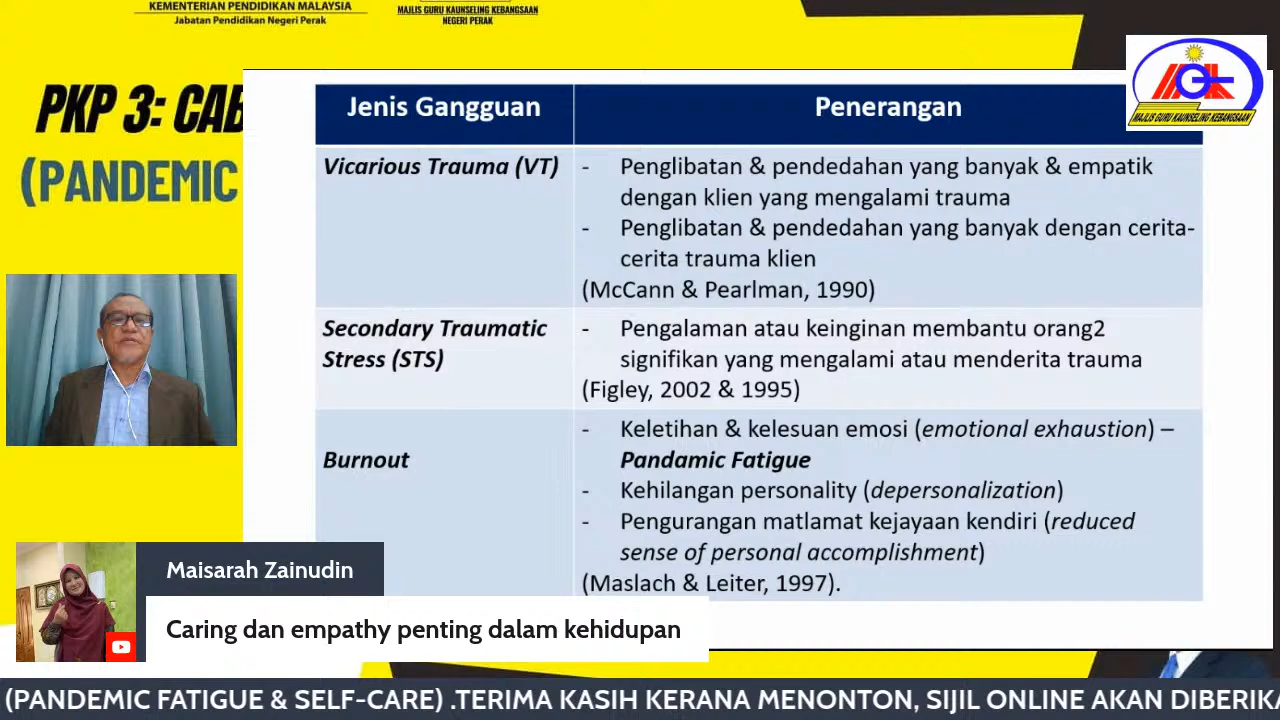 KEMENTERIAN PENDIDIKAN MALAYSIA
Jabatan Pendidikan Negeri Perak
MAJLIS GURU KAUNSELING KEBANGSAAN
NEGERI PERAK
PKP 3: CAB
(PANDEMIC
MAJLIS GURU KAUNSELING KEBANGSAAN
Jenis Gangguan
Penerangan
Vicarious Trauma (VT)
- Penglibatan & pendedahan yang banyak & empatik
dengan klien yang mengalami trauma
- Penglibatan & pendedahan yang banyak dengan cerita-
cerita trauma klien
(McCann & Pearlman, 1990)
Secondary Traumatic
Stress (STS)
- Pengalaman atau keinginan membantu orang2
signifikan yang mengalami atau menderita trauma
(Figley, 2002 & 1995)
Burnout
- Keletihan & kelesuan emosi (emotional exhaustion) –
Pandamic Fatigue
- Kehilangan personality (depersonalization)
- Pengurangan matlamat kejayaan kendiri (reduced
sense of personal accomplishment)
(Maslach & Leiter, 1997).
Maisarah Zainudin
Caring dan empathy penting dalam kehidupan
(PANDEMIC FATIGUE & SELF-CARE) .TERIMA KASIH KERANA MENONTON, SIJIL ONLINE AKAN DIBERIKA